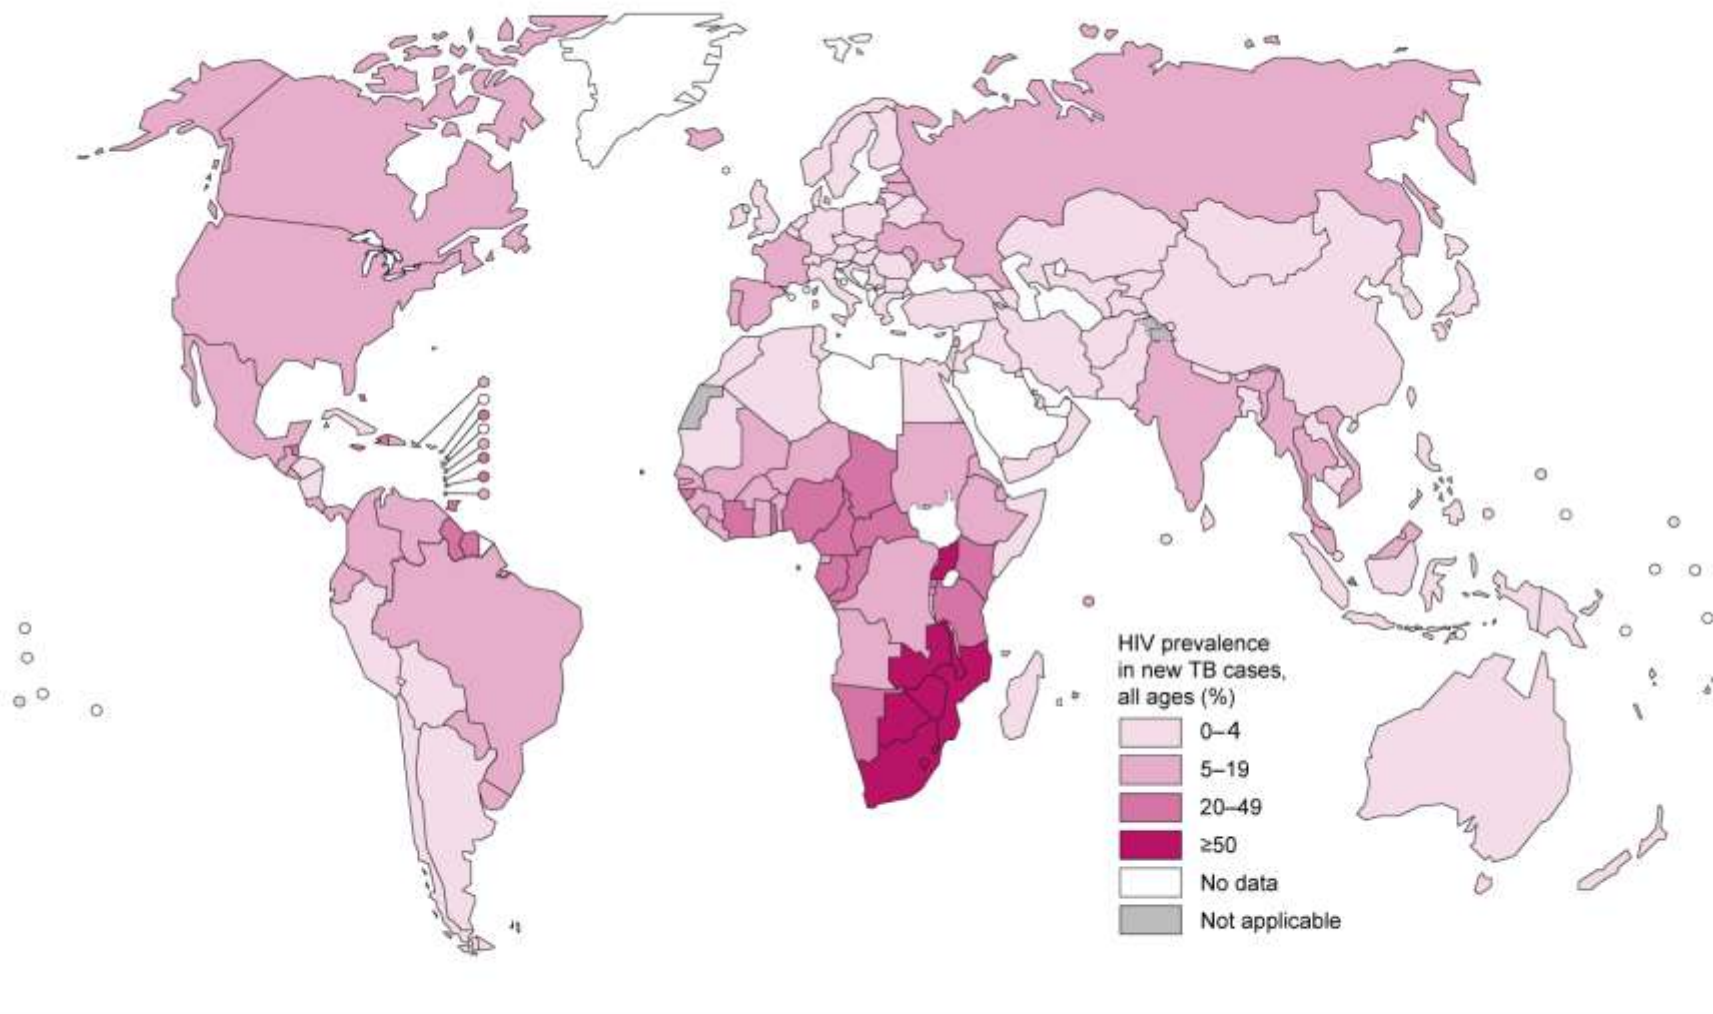 HIV prevalence
in new TB cases,
all ages (%)
0–4
5–19
20–49
≥50
No data
Not applicable